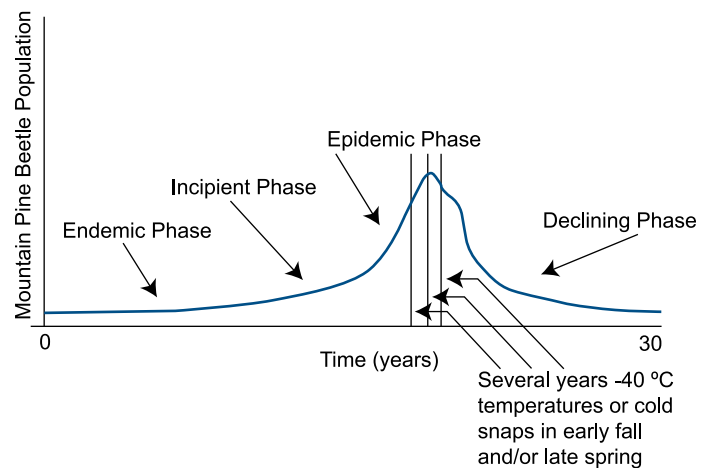 Mountain Pine Beetle Population
Epidemic Phase
Incipient Phase
Endemic Phase
Declining Phase
0
30
Time (years)
Several years -40 ºC
temperatures or cold
snaps in early fall
and/or late spring